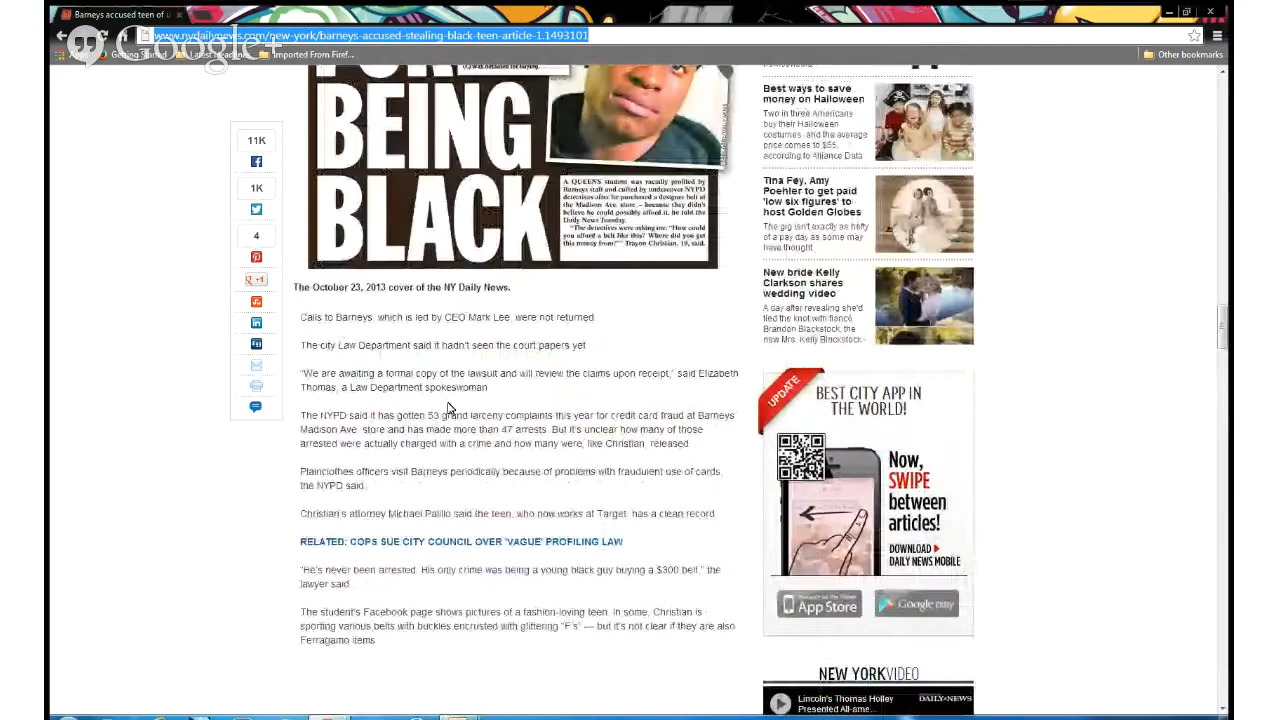 Barneys accused teen of
www.nydailynews.com/new-york/barneys-accused-stealing-black-teen-article-1.1493101
Google+
Getting Started
Latest Headlines
Imported From Firef...
Other bookmarks
BEING
BLACK
A QUEENS student was racially profiled by
Barneys staff and cuffed by undercover NYPD
detectives after he purchased a designer belt at
the Madison Ave. store – because they didn't
believe he could possibly afford it, he told the
Daily News Tuesday.
"The detectives were asking me, "How could
you afford a belt like this? Where did you get
this money from?"" Trayon Christian, 19, said.
11K
1K
4
+1
The October 23, 2013 cover of the NY Daily News.
Calls to Barneys, which is led by CEO Mark Lee, were not returned.
The city Law Department said it hadn't seen the court papers yet.
"We are awaiting a formal copy of the lawsuit and will review the claims upon receipt," said Elizabeth
Thomas, a Law Department spokeswoman.
The NYPD said it has gotten 53 grand larceny complaints this year for credit card fraud at Barneys
Madison Ave. store and has made more than 47 arrests. But it's unclear how many of those
arrested were actually charged with a crime and how many were, like Christian, released.
Plainclothes officers visit Barneys periodically because of problems with fraudulent use of cards,
the NYPD said.
Christian's attorney Michael Palillo said the teen, who now works at Target, has a clean record.
RELATED: COPS SUE CITY COUNCIL OVER 'VAGUE' PROFILING LAW
"He's never been arrested. His only crime was being a young black guy buying a $300 belt," the
lawyer said.
The student's Facebook page shows pictures of a fashion-loving teen. In some, Christian is
sporting various belts with buckles encrusted with glittering "F's" — but it's not clear if they are also
Ferragamo items.
Best ways to save
money on Halloween
Two in three Americans
buy their Halloween
costumes, and the average
price comes to $55,
according to Alliance Data
Tina Fey, Amy
Poehler to get paid
'low six figures' to
host Golden Globes
The gig isn't exactly as hefty
of a pay day as some may
have thought.
New bride Kelly
Clarkson shares
wedding video
A day after revealing she'd
tied the knot with fiancé
Brandon Blackstock, the
new Mrs. Kelly Blackstock
UPDATE
BEST CITY APP IN
THE WORLD!
Now,
SWIPE
between
articles!
DOWNLOAD
DAILY NEWS MOBILE
App Store
Google play
NEW YORK VIDEO
Lincoln's Thomas Holley
Presented All-ame...
DAILY NEWS